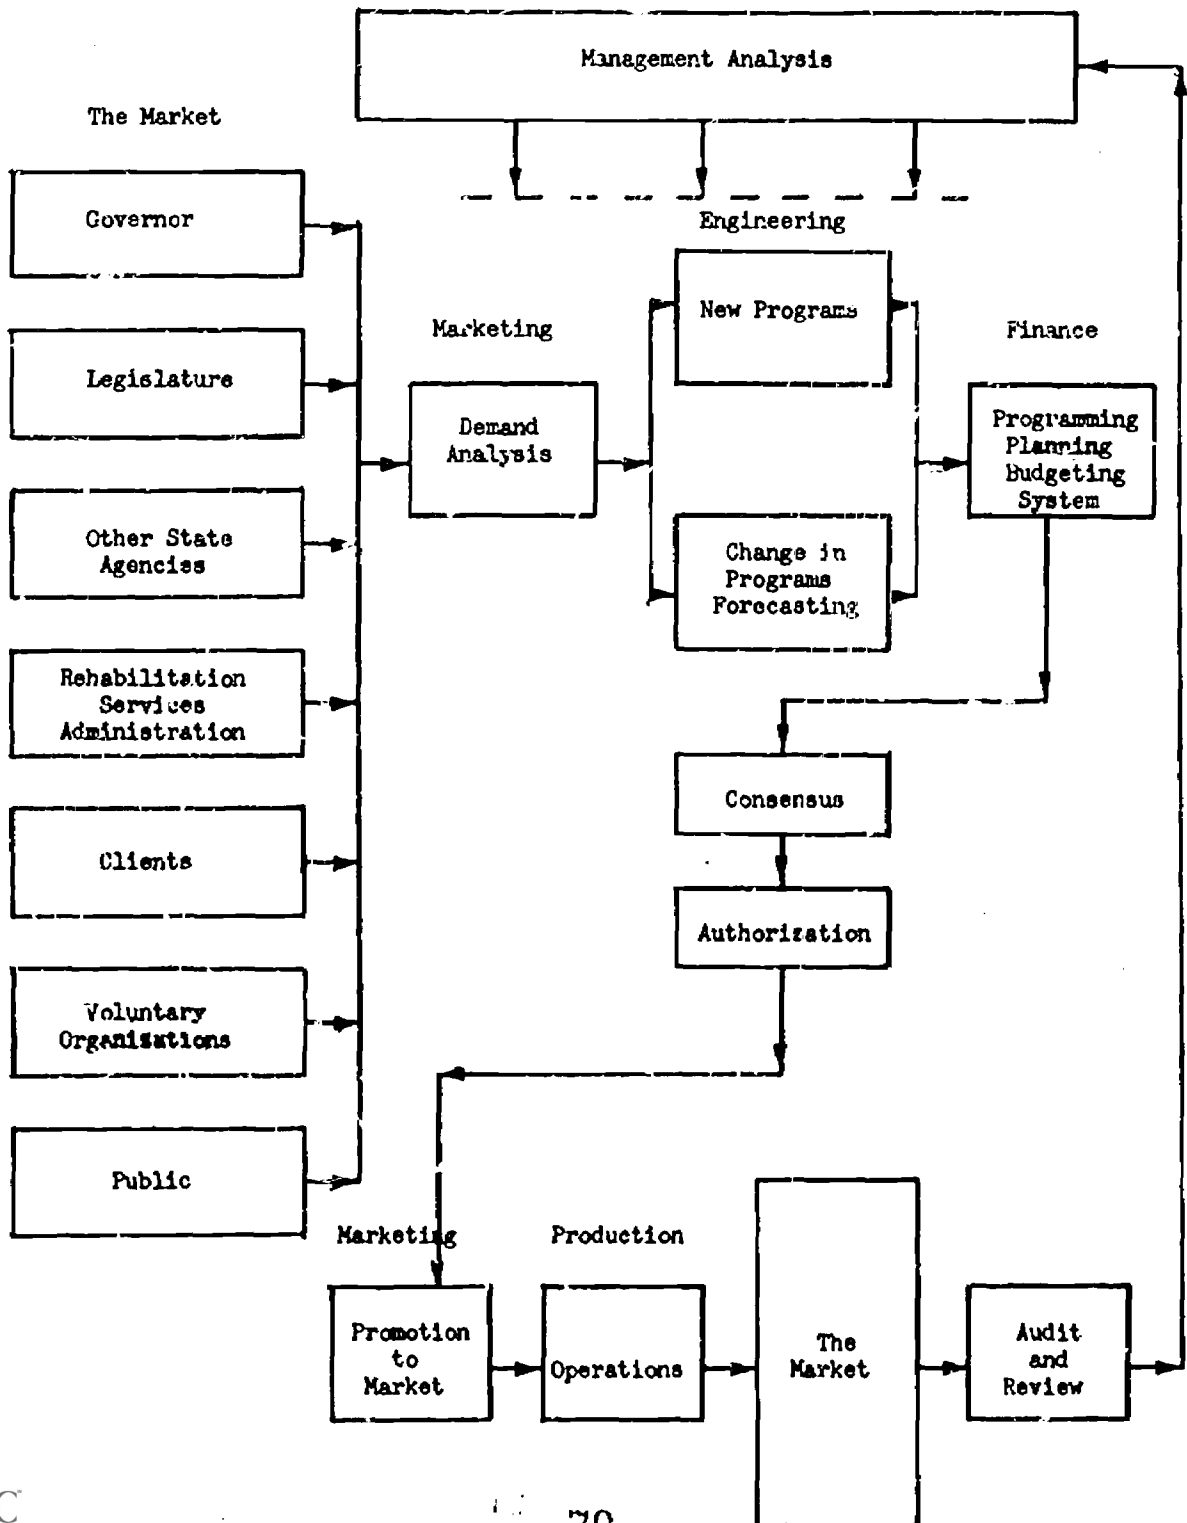 Management Analysis
The Market
Governor
Legislature
Other State
Agencies
Rehabilitation
Services
Administration
Clients
Voluntary
Organizations
Public
Marketing
Demand
Analysis
Engineering
New Programs
Change in
Programs
Forecasting
Finance
Programming
Planning
Budgeting
System
Consensus
Authorization
Marketing
Promotion
to
Market
Production
Operations
The
Market
Audit
and
Review